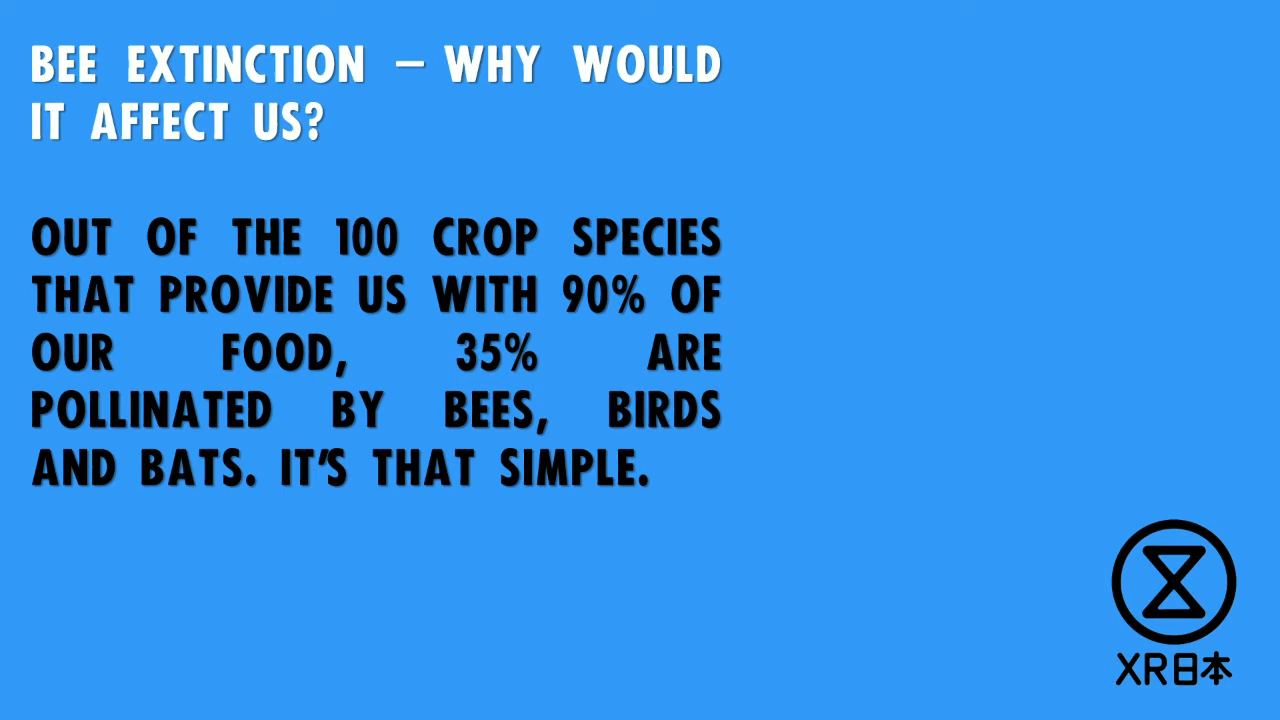 BEE EXTINCTION – WHY WOULD
IT AFFECT US?
OUT OF THE 100 CROP SPECIES
THAT PROVIDE US WITH 90% OF
OUR FOOD, 35% ARE
POLLINATED BY BEES, BIRDS
AND BATS. IT’S THAT SIMPLE.
XR日本